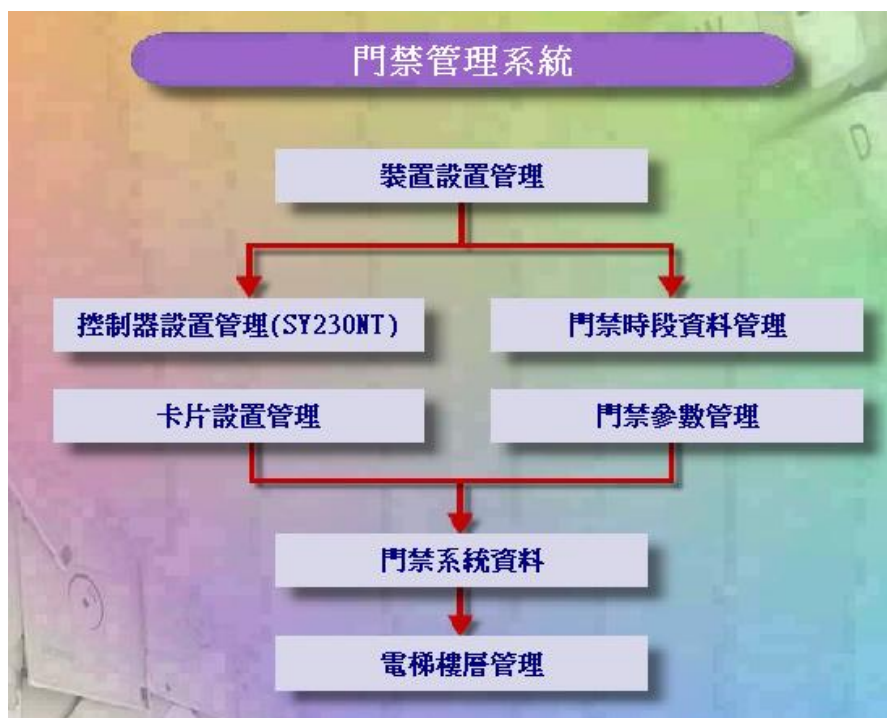 門禁管理系統
裝置設置管理
控制器設置管理(SY230NT)
門禁時段資料管理
卡片設置管理
門禁參數管理
門禁系統資料
電梯樓層管理
W
D